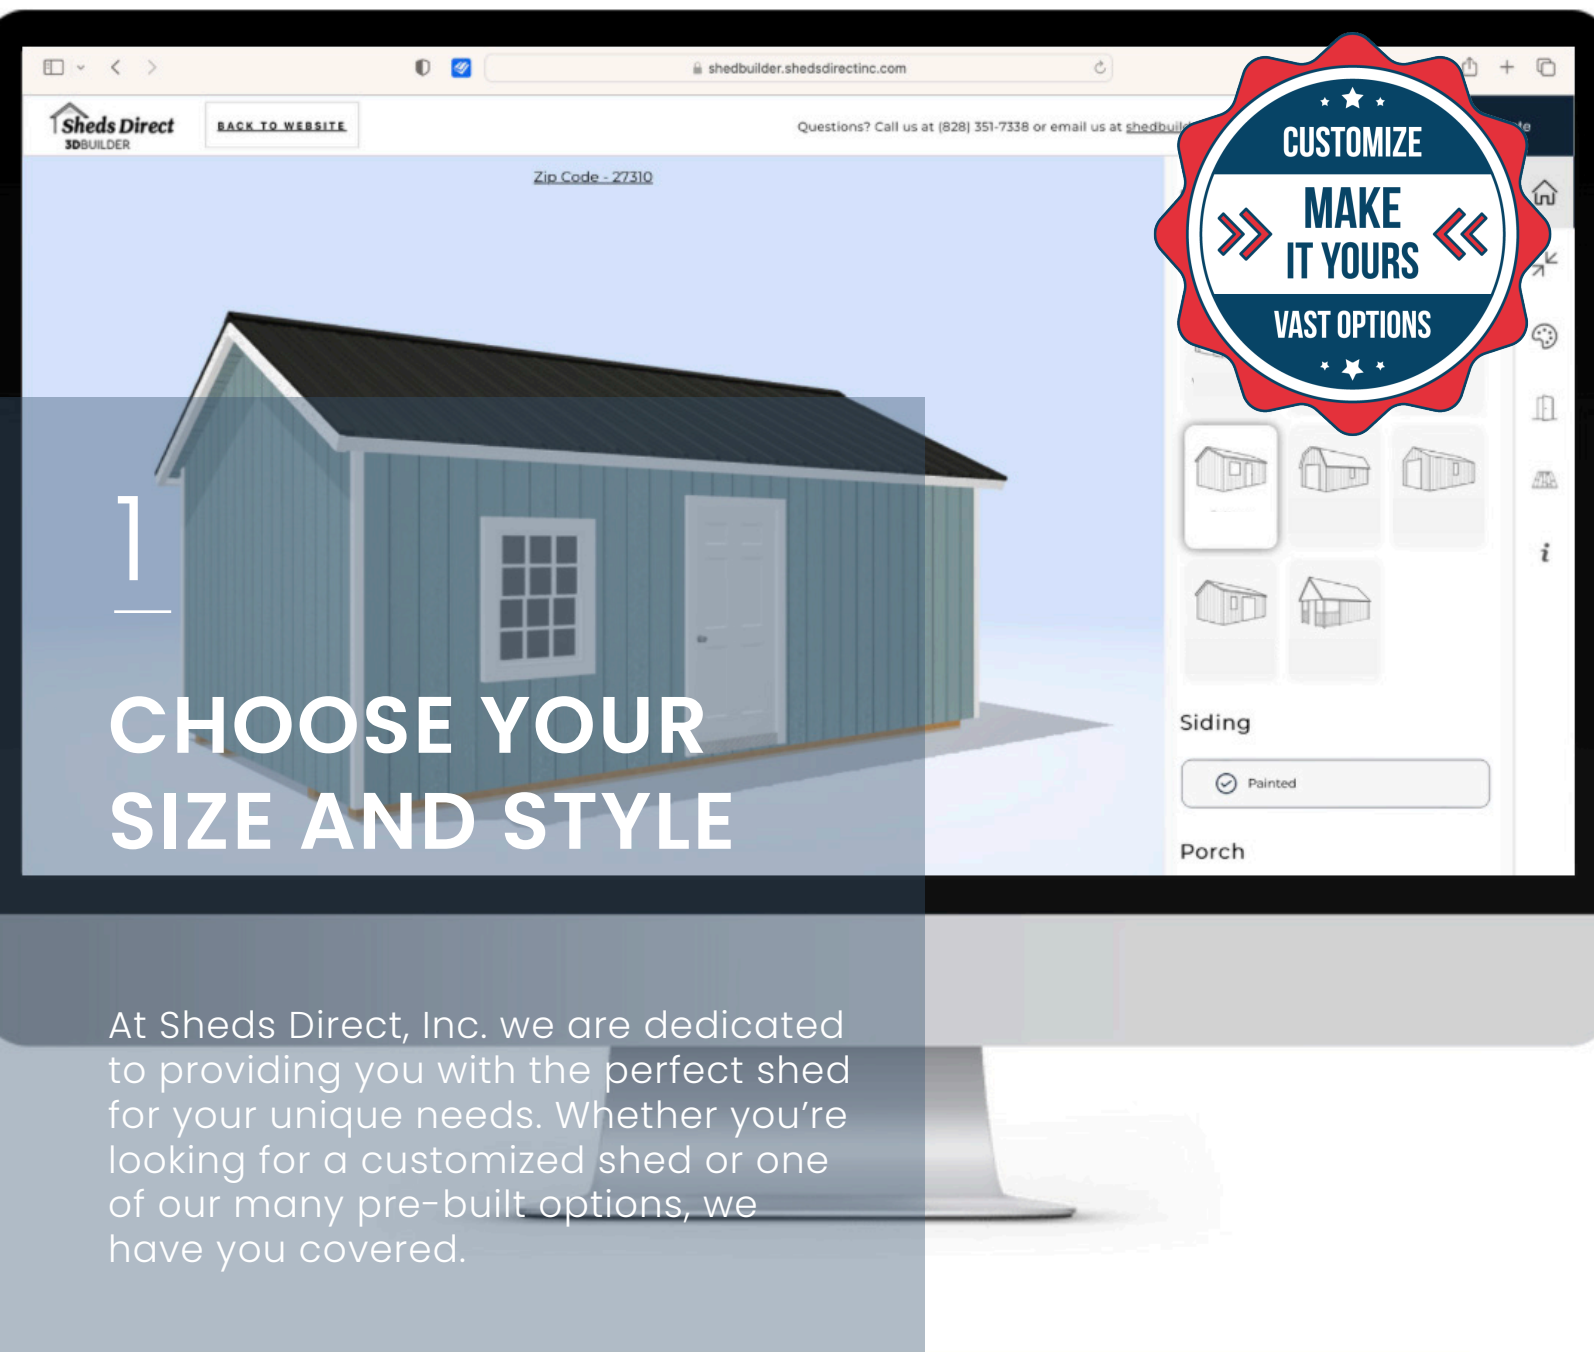 shedbuilder.shedsdirectinc.com
Sheds Direct
3DBUILDER
BACK TO WEBSITE
Questions? Call us at (828) 351-7338 or email us at
Zip Code - 27310
CUSTOMIZE
MAKE
IT YOURS
VAST OPTIONS
1
CHOOSE YOUR
SIZE AND STYLE
Siding
Painted
Porch
At Sheds Direct, Inc. we are dedicated
to providing you with the perfect shed
for your unique needs. Whether you’re
looking for a customized shed or one
of our many pre-built options, we
have you covered.